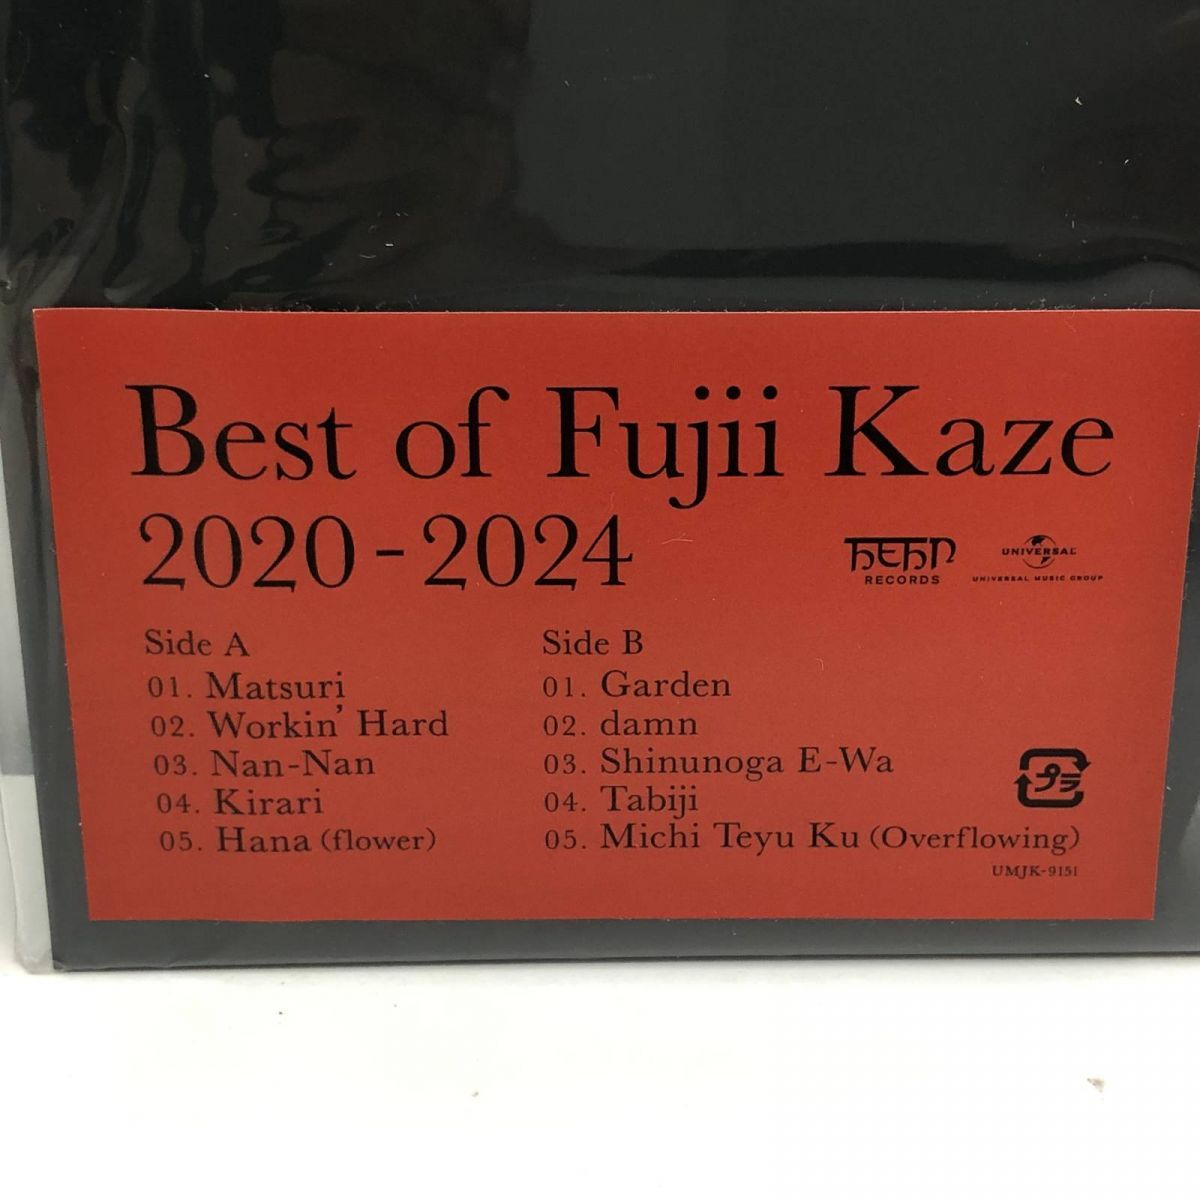 Best of Fujii Kaze
2020-2024
HEHN
RECORDS
UNIVERSAL
UNIVERSAL MUSIC GROUP
Side A
01. Matsuri
02. Workin' Hard
03. Nan-Nan
04. Kirari
05. Hana (flower)
Side B
01. Garden
02. damn
03. Shinunoga E-Wa
04. Tabiji
05. Michi Teyu Ku (Overflowing)
プラ
UMJK-9151